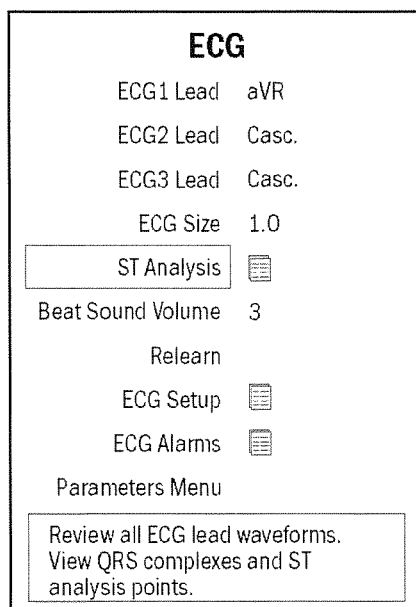 ECG
ECG1 Lead aVR
ECG2 Lead Casc.
ECG3 Lead Casc.
ECG Size 1.0
ST Analysis
Beat Sound Volume 3
Relearn
ECG Setup
ECG Alarms
Parameters Menu
Review all ECG lead waveforms.
View QRS complexes and ST
analysis points.